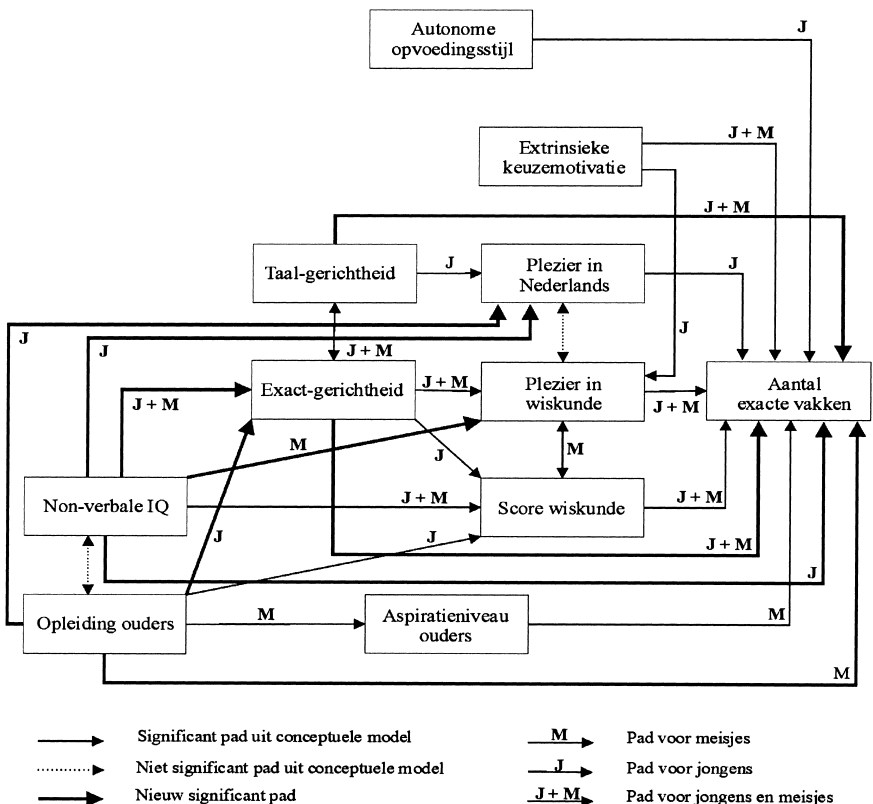 Autonome
opvoedingsstijl
J
Extrinsieke
keuzemotivatie
J + M
J + M
Taal-gerichtheid
J
Plezier in
Nederlands
J
J
J
J
J + M
Exact-gerichtheid
J + M
Plezier in
wiskunde
J + M
Aantal
exacte vakken
J + M
M
J
M
Non-verbale IQ
J + M
Score wiskunde
J + M
J
J
J + M
J
Opleiding ouders
M
Aspiratieniveau
ouders
M
M
Significant pad uit conceptuele model
M
Pad voor meisjes
Niet significant pad uit conceptuele model
J
Pad voor jongens
Nieuw significant pad
J + M
Pad voor jongens en meisjes